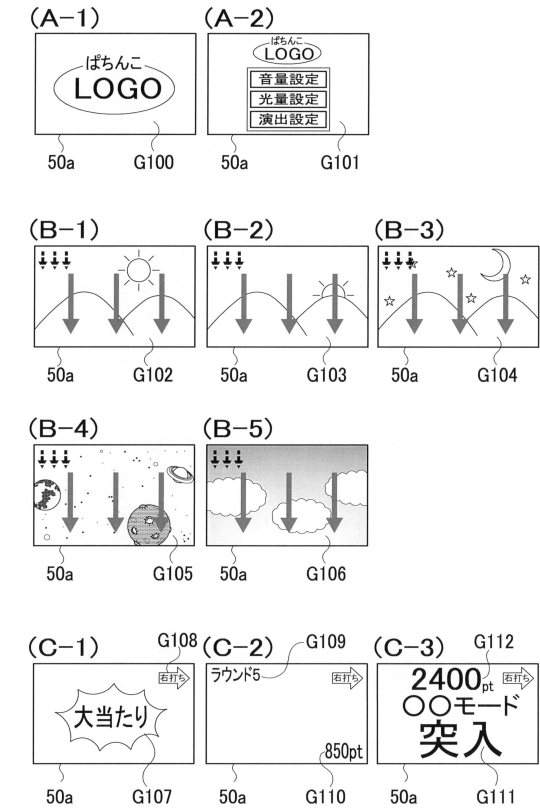 (A-1)
ぱちんこ
LOGO
50a
G100
(A-2)
ぱちんこ
LOGO
音量設定
光量設定
演出設定
50a
G101
(B-1)
50a
G102
(B-2)
50a
G103
(B-3)
50a
G104
(B-4)
50a
G105
(B-5)
50a
G106
(C-1)
G108
右打ち
大当たり
50a
G107
(C-2)
G109
ラウンド5
右打ち
850pt
50a
G110
(C-3)
G112
2400pt
右打ち
〇〇モード
突入
50a
G111